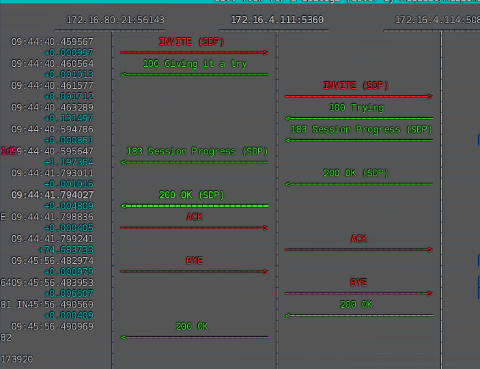 172.16.80.21:56143 172.16.4.111:5360 172.16.4.114:508
09:44:40.459567 INVITE (SDP)
+0.000997
09:44:40.460564 100 Giving it a try
+0.001013
09:44:40.461577 INVITE (SDP)
+0.001712
09:44:40.463289 100 Trying
+0.131497
09:44:40.594786 183 Session Progress (SDP)
+0.000861
09:44:40.595647 183 Session Progress (SDP)
+1.197364
09:44:41.793011 200 OK (SDP)
+0.001016
09:44:41.794027 200 OK (SDP)
+0.004809
E 09:44:41.798836 ACK
+0.000405
09:44:41.799241 ACK
+74.683733
09:45:56.482974 BYE
+0.000979
09:45:56.483953 BYE
+0.006607
81 IN 09:45:56.490560 200 OK
+0.000409
09:45:56.490969 200 OK
82
173920